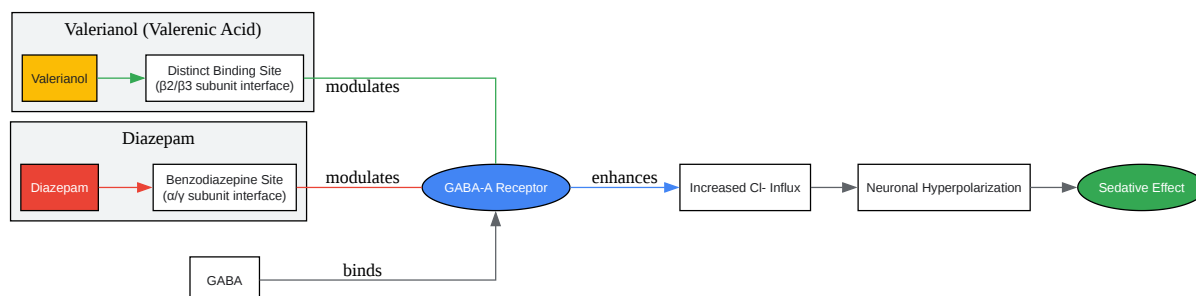 Valerianol (Valerenic Acid)
Valerianol
Distinct Binding Site
(β2/β3 subunit interface)
modulates
Diazepam
Diazepam
Benzodiazepine Site
(α/γ subunit interface)
modulates
GABA-A Receptor
enhances
Increased Cl- Influx
Neuronal Hyperpolarization
Sedative Effect
GABA
binds